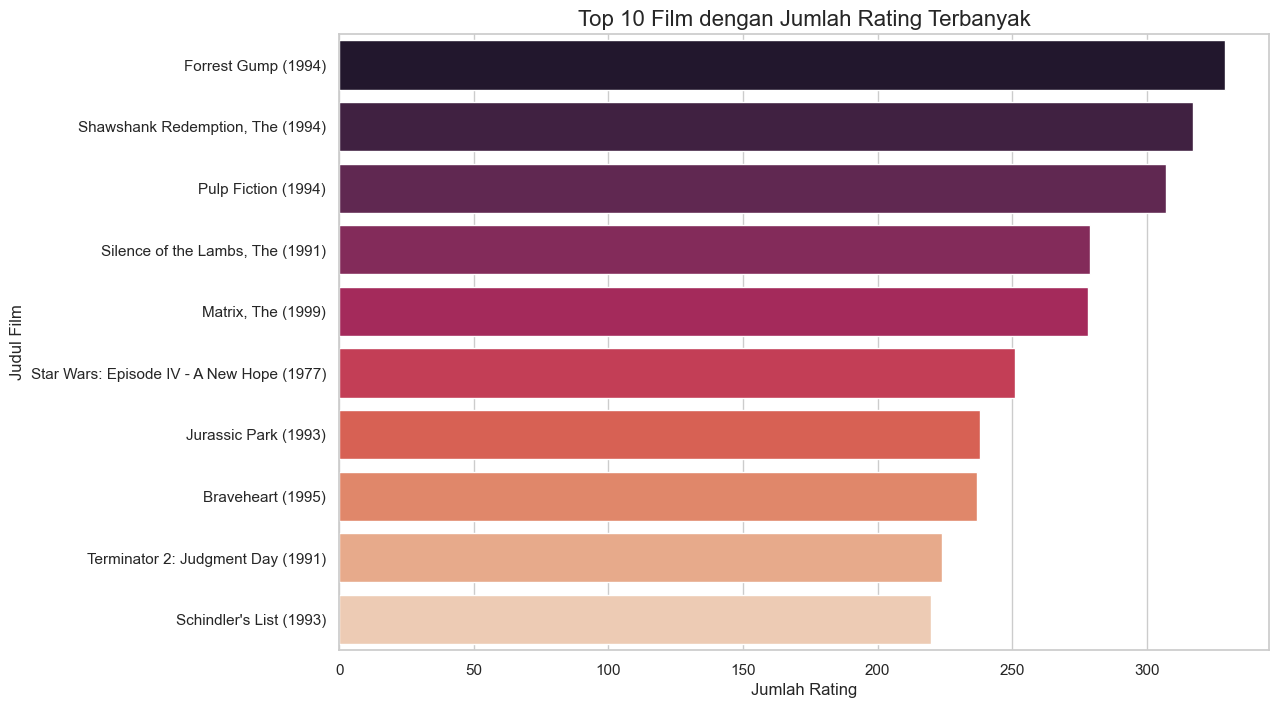 Top 10 Film dengan Jumlah Rating Terbanyak
Judul Film
Forrest Gump (1994)
Shawshank Redemption, The (1994)
Pulp Fiction (1994)
Silence of the Lambs, The (1991)
Matrix, The (1999)
Star Wars: Episode IV - A New Hope (1977)
Jurassic Park (1993)
Braveheart (1995)
Terminator 2: Judgment Day (1991)
Schindler's List (1993)
0 50 100 150 200 250 300
Jumlah Rating